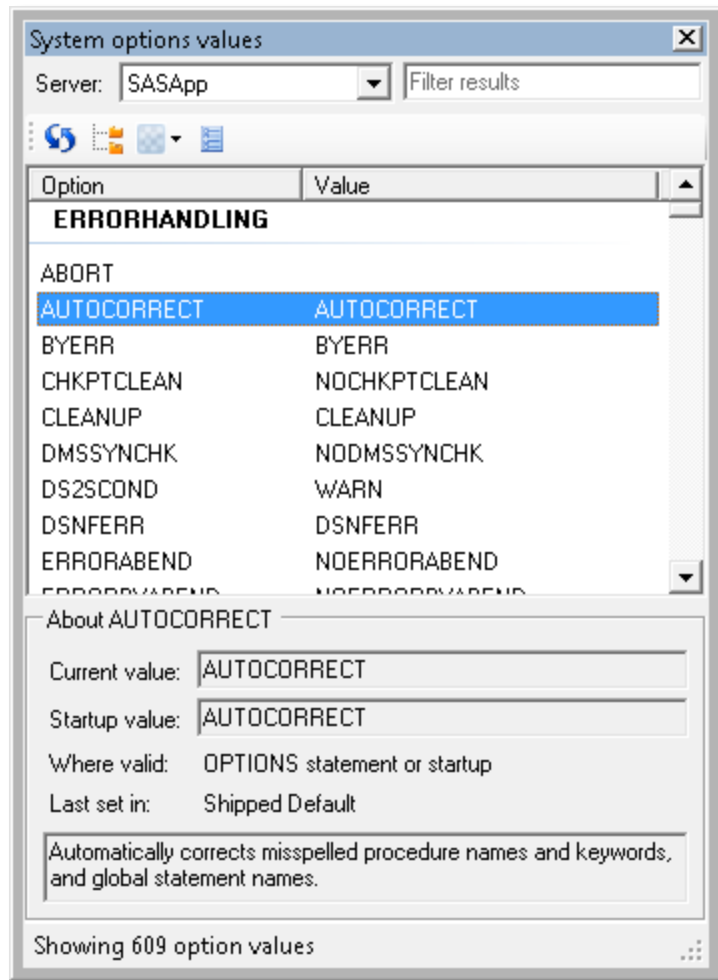 System options values
Server: SASApp Filter results
Option Value
ERRORHANDLING
ABORT
AUTOCORRECT AUTOCORRECT
BYERR BYERR
CHKPTCLEAN NOCHKPTCLEAN
CLEANUP CLEANUP
DMSSYNCHK NODMSSYNCHK
DS2SCOND WARN
DSNFERR DSNFERR
ERRORABEND NOERRORABEND
ERRORBYABEND NOERRORBYABEND
About AUTOCORRECT
Current value: AUTOCORRECT
Startup value: AUTOCORRECT
Where valid: OPTIONS statement or startup
Last set in: Shipped Default
Automatically corrects misspelled procedure names and keywords,
and global statement names.
Showing 609 option values